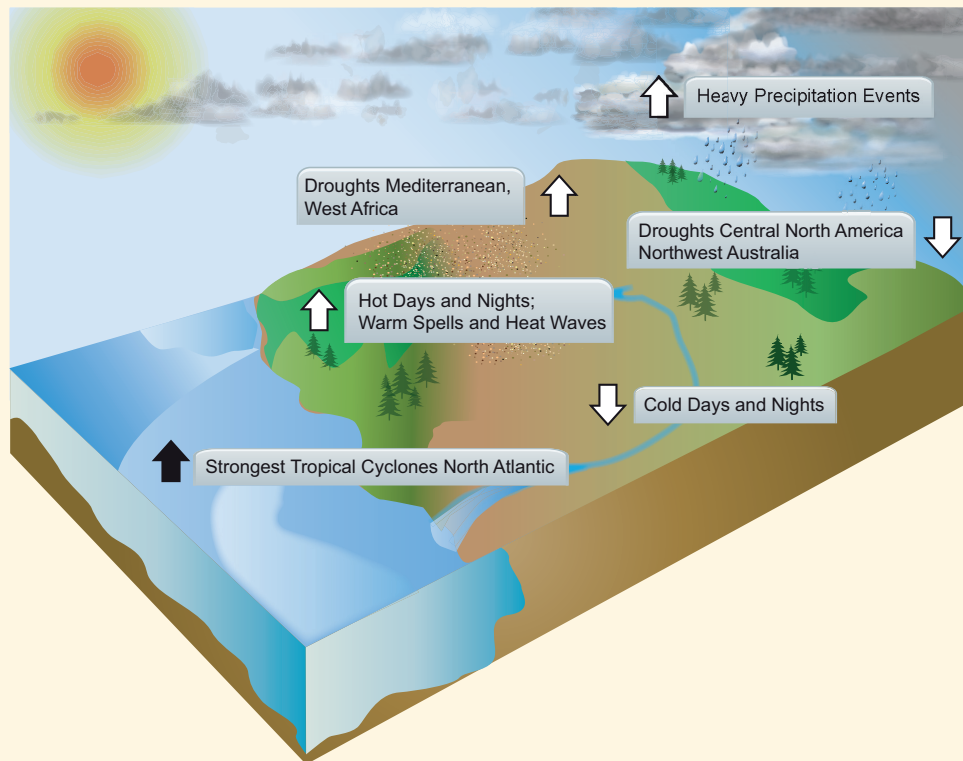 Heavy Precipitation Events
Droughts Mediterranean,
West Africa
Droughts Central North America
Northwest Australia
Hot Days and Nights;
Warm Spells and Heat Waves
Cold Days and Nights
Strongest Tropical Cyclones North Atlantic